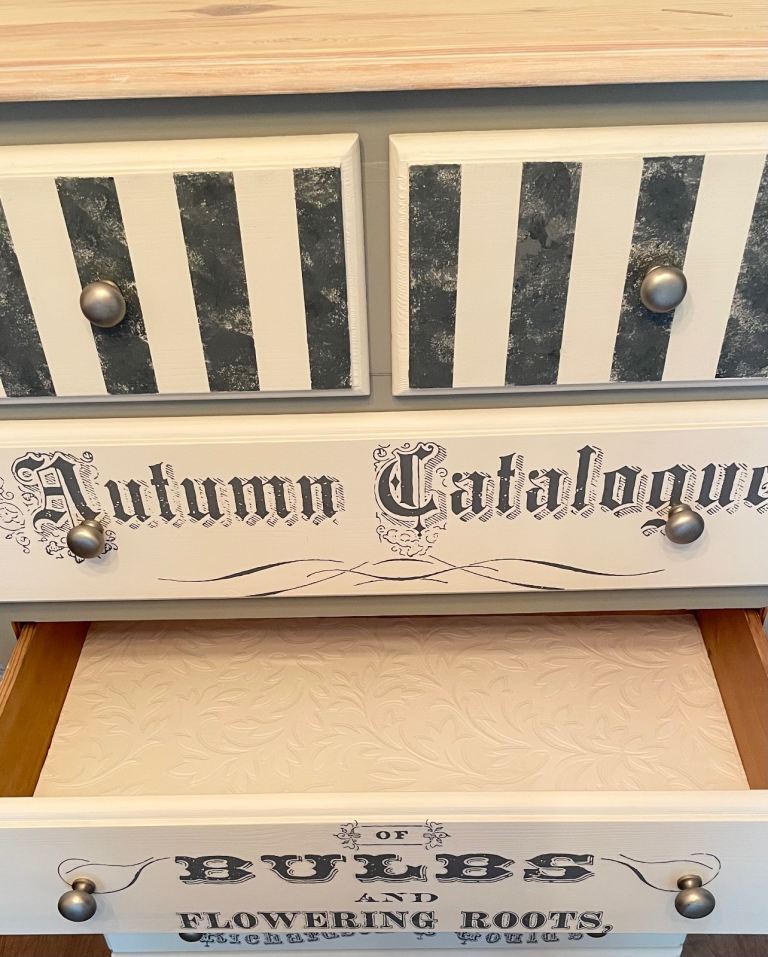 Autumn Catalogue
OF
BULBS
AND
FLOWERING ROOTS,